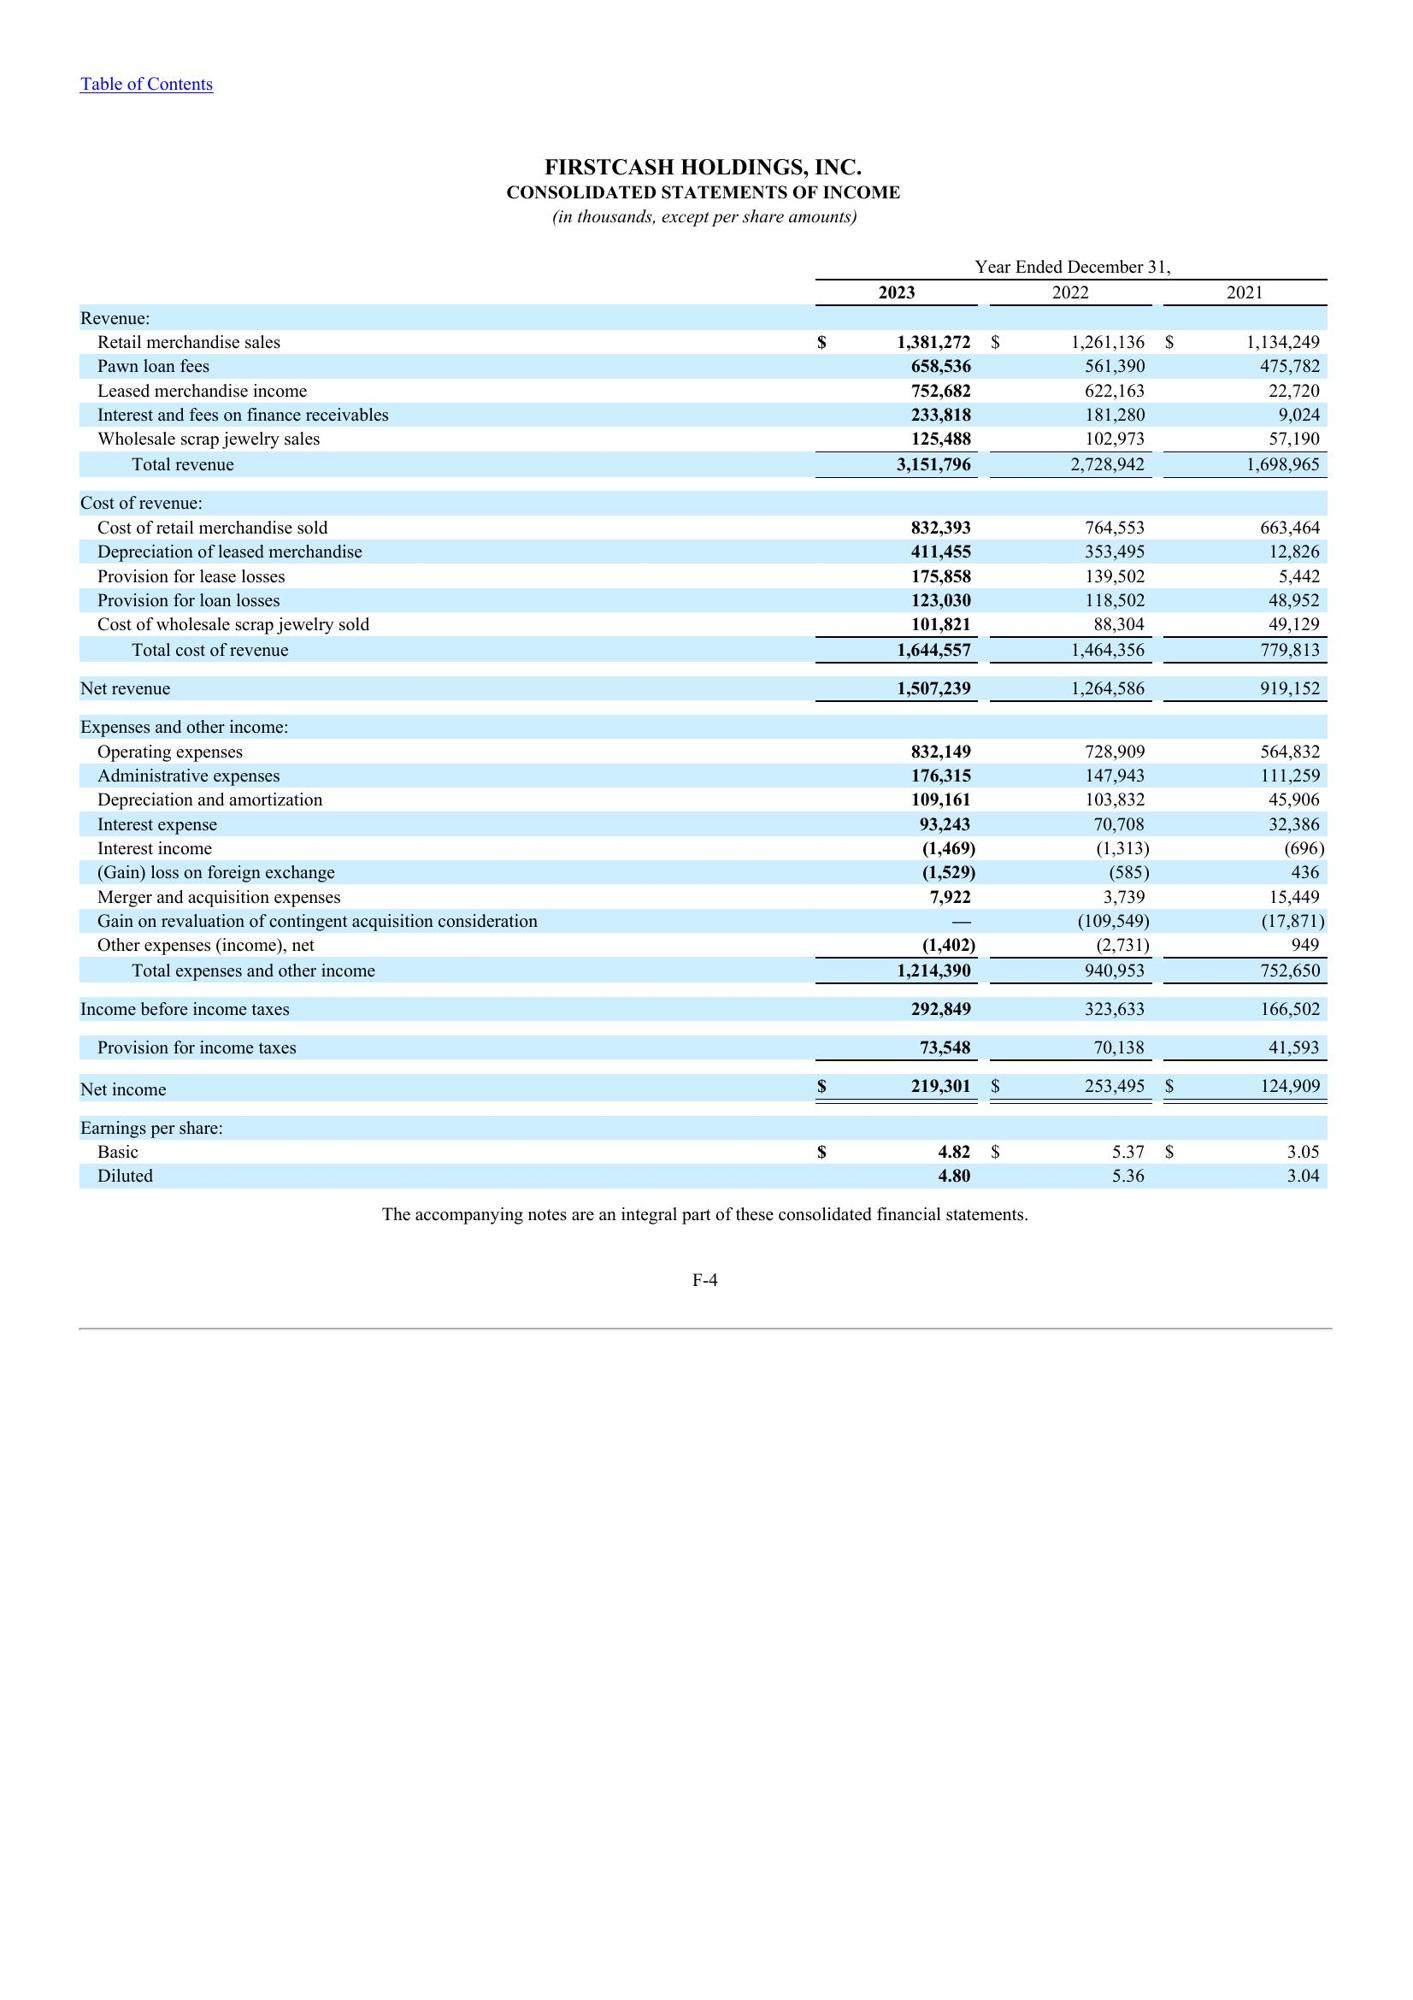 Table of Contents
FIRSTCASH HOLDINGS, INC.
CONSOLIDATED STATEMENTS OF INCOME
(in thousands, except per share amounts)
Year Ended December 31,
2023 2022 2021
Revenue:
Retail merchandise sales $ 1,381,272 $ 1,261,136 $ 1,134,249
Pawn loan fees 658,536 561,390 475,782
Leased merchandise income 752,682 622,163 22,720
Interest and fees on finance receivables 233,818 181,280 9,024
Wholesale scrap jewelry sales 125,488 102,973 57,190
Total revenue 3,151,796 2,728,942 1,698,965
Cost of revenue:
Cost of retail merchandise sold 832,393 764,553 663,464
Depreciation of leased merchandise 411,455 353,495 12,826
Provision for lease losses 175,858 139,502 5,442
Provision for loan losses 123,030 118,502 48,952
Cost of wholesale scrap jewelry sold 101,821 88,304 49,129
Total cost of revenue 1,644,557 1,464,356 779,813
Net revenue 1,507,239 1,264,586 919,152
Expenses and other income:
Operating expenses 832,149 728,909 564,832
Administrative expenses 176,315 147,943 111,259
Depreciation and amortization 109,161 103,832 45,906
Interest expense 93,243 70,708 32,386
Interest income (1,469) (1,313) (696)
(Gain) loss on foreign exchange (1,529) (585) 436
Merger and acquisition expenses 7,922 3,739 15,449
Gain on revaluation of contingent acquisition consideration — (109,549) (17,871)
Other expenses (income), net (1,402) (2,731) 949
Total expenses and other income 1,214,390 940,953 752,650
Income before income taxes 292,849 323,633 166,502
Provision for income taxes 73,548 70,138 41,593
Net income $ 219,301 $ 253,495 $ 124,909
Earnings per share:
Basic $ 4.82 $ 5.37 $ 3.05
Diluted 4.80 5.36 3.04
The accompanying notes are an integral part of these consolidated financial statements.
F-4